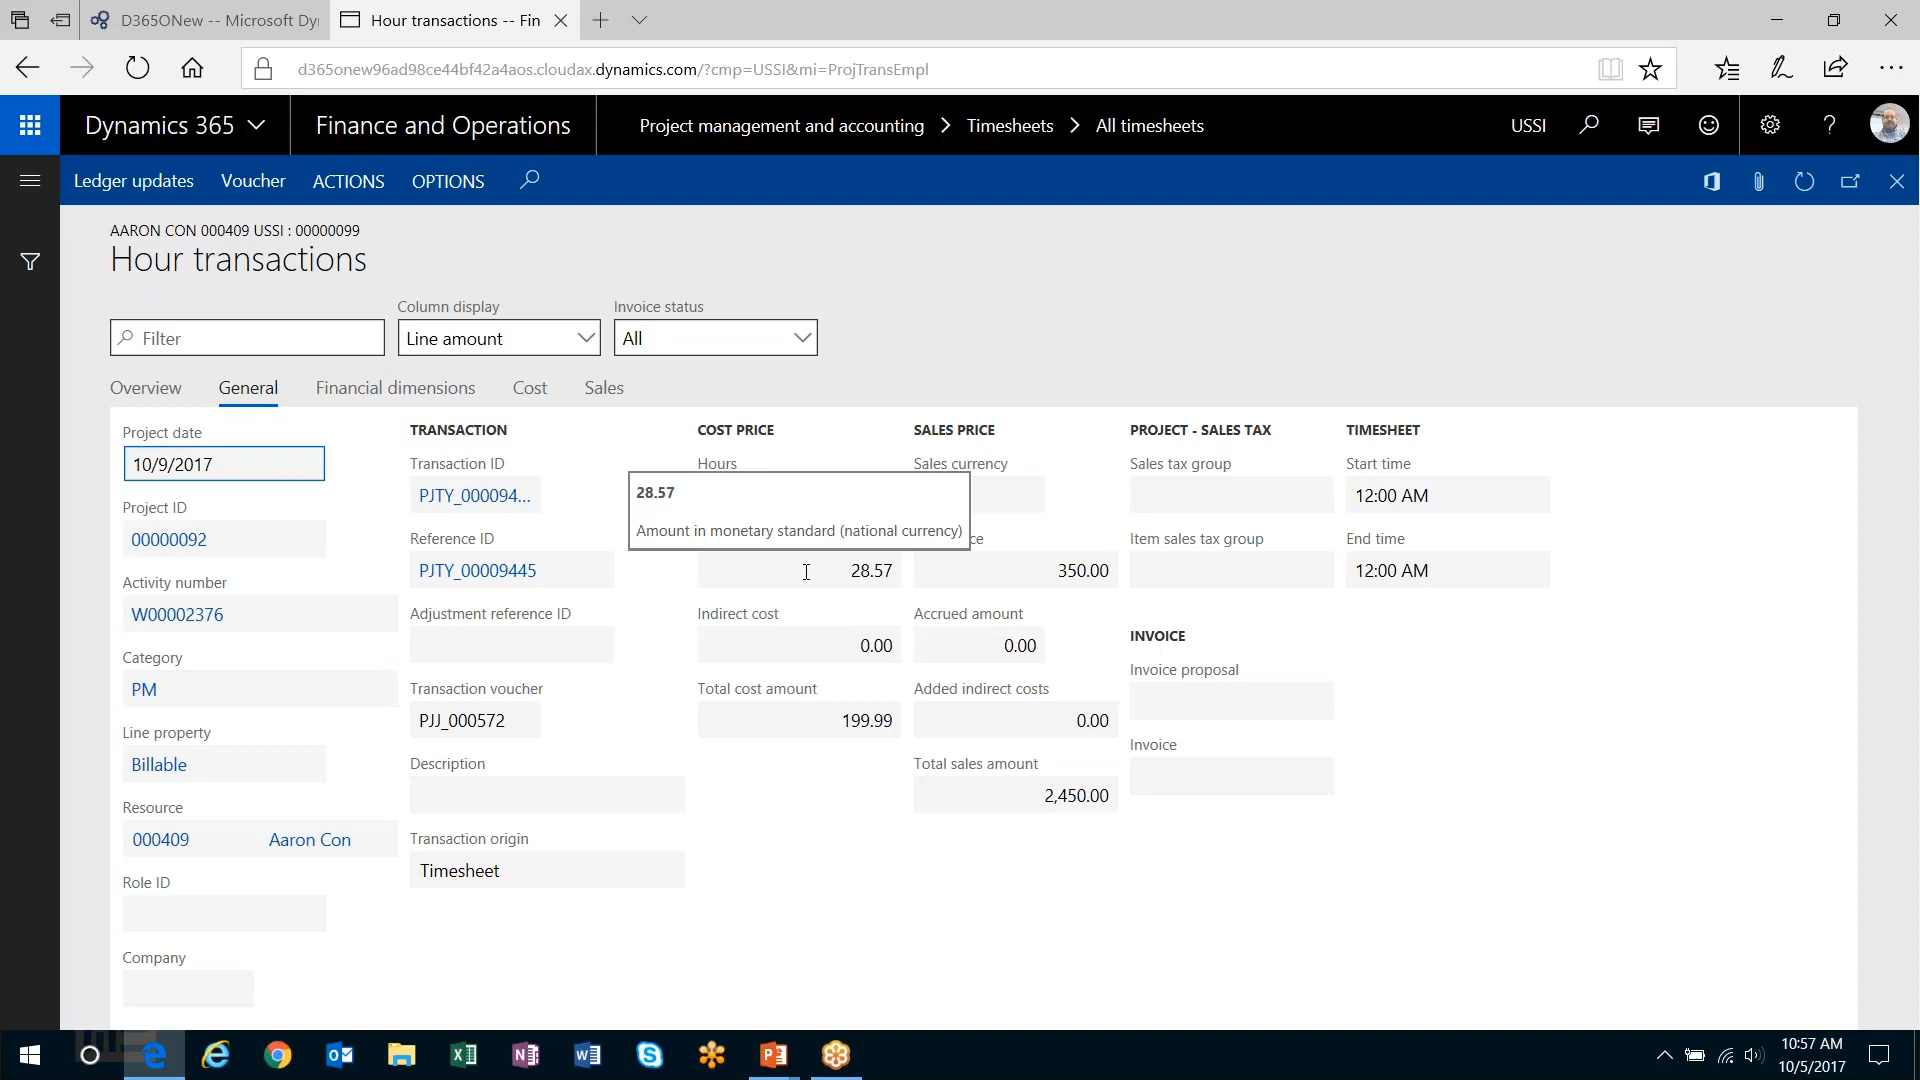 D365ONew -- Microsoft Dy
Hour transactions -- Fin
d365onew96ad98ce44bf42a4aos.cloudax.dynamics.com/?cmp=USSI&mi=ProjTransEmpl
Dynamics 365
Finance and Operations
Project management and accounting > Timesheets > All timesheets
USSI
?
Ledger updates
Voucher
ACTIONS
OPTIONS
AARON CON 000409 USSI : 00000099
Hour transactions
Column display
Invoice status
Filter
Line amount
All
Overview
General
Financial dimensions
Cost
Sales
Project date
10/9/2017
Project ID
00000092
Activity number
W00002376
Category
PM
Line property
Billable
Resource
000409
Aaron Con
Role ID
Company
TRANSACTION
Transaction ID
PJTY_000094...
Reference ID
PJTY_00009445
Adjustment reference ID
Transaction voucher
PJJ_000572
Description
Transaction origin
Timesheet
COST PRICE
Hours
28.57
Amount in monetary standard (national currency)
28.57
Indirect cost
0.00
Total cost amount
199.99
SALES PRICE
Sales currency
ce
350.00
Accrued amount
0.00
Added indirect costs
0.00
Total sales amount
2,450.00
PROJECT - SALES TAX
Sales tax group
Item sales tax group
INVOICE
Invoice proposal
Invoice
TIMESHEET
Start time
12:00 AM
End time
12:00 AM
10:57 AM
10/5/2017